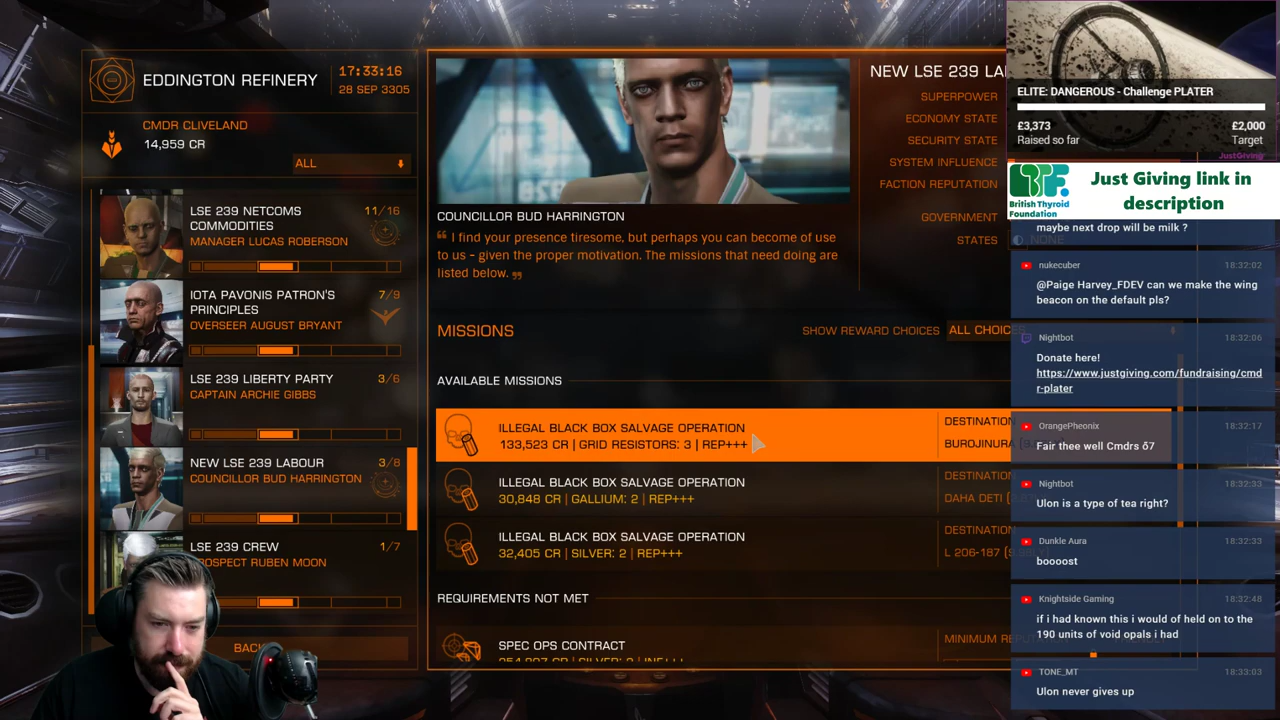 EDDINGTON REFINERY
17:33:16
28 SEP 3305
CMDR CLIVELAND
14,959 CR
ALL
LSE 239 NETCOMS
COMMODITIES
MANAGER LUCAS ROBERSON
11/16
IOTA PAVONIS PATRON'S
PRINCIPLES
OVERSEER AUGUST BRYANT
7/9
LSE 239 LIBERTY PARTY
CAPTAIN ARCHIE GIBBS
3/6
NEW LSE 239 LABOUR
COUNCILLOR BUD HARRINGTON
3/8
LSE 239 CREW
PROSPECT RUBEN MOON
1/7
BACK
COUNCILLOR BUD HARRINGTON
“ I find your presence tiresome, but perhaps you can become of use
to us - given the proper motivation. The missions that need doing are
listed below. ”
NEW LSE 239 LA
SUPERPOWER
ECONOMY STATE
SECURITY STATE
SYSTEM INFLUENCE
FACTION REPUTATION
GOVERNMENT
STATES
NONE
MISSIONS
SHOW REWARD CHOICES
ALL CHOICES
AVAILABLE MISSIONS
ILLEGAL BLACK BOX SALVAGE OPERATION
133,523 CR | GRID RESISTORS: 3 | REP+++
DESTINATION
BUROJINURA
ILLEGAL BLACK BOX SALVAGE OPERATION
30,848 CR | GALLIUM: 2 | REP+++
DESTINATION
DAHA DETI
ILLEGAL BLACK BOX SALVAGE OPERATION
32,405 CR | SILVER: 2 | REP+++
DESTINATION
L 206-187
REQUIREMENTS NOT MET
SPEC OPS CONTRACT
MINIMUM
ELITE: DANGEROUS - Challenge PLATER
£3,373
Raised so far
£2,000
Target
JustGiving
British Thyroid
Foundation
Just Giving link in
description
maybe next drop will be milk ?
nukecuber
18:32:02
@Paige Harvey_FDEV can we make the wing
beacon on the default pls?
Nightbot
18:32:06
Donate here!
https://www.justgiving.com/fundraising/cmd
r-plater
OrangePheonix
18:32:17
Fair thee well Cmdrs õ7
Nightbot
18:32:33
Ulon is a type of tea right?
Dunkle Aura
18:32:33
boooost
Knightside Gaming
18:32:48
if i had known this i would of held on to the
190 units of void opals i had
TONE_MT
18:33:03
Ulon never gives up